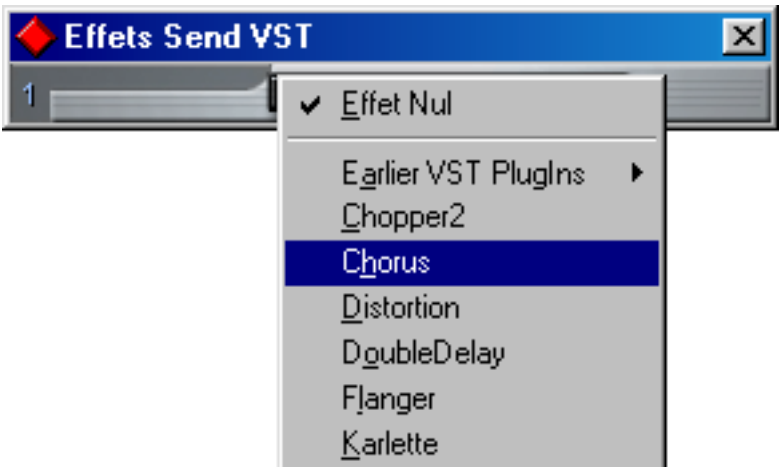 Effets Send VST
1
Effet Nul
Earlier VST PlugIns
Chopper2
Chorus
Distortion
DoubleDelay
Flanger
Karlette